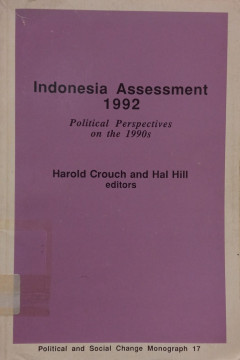 Indonesia Assessment
1992
Political Perspectives
on the 1990s
Harold Crouch and Hal Hill
editors
Political and Social Change Monograph 17